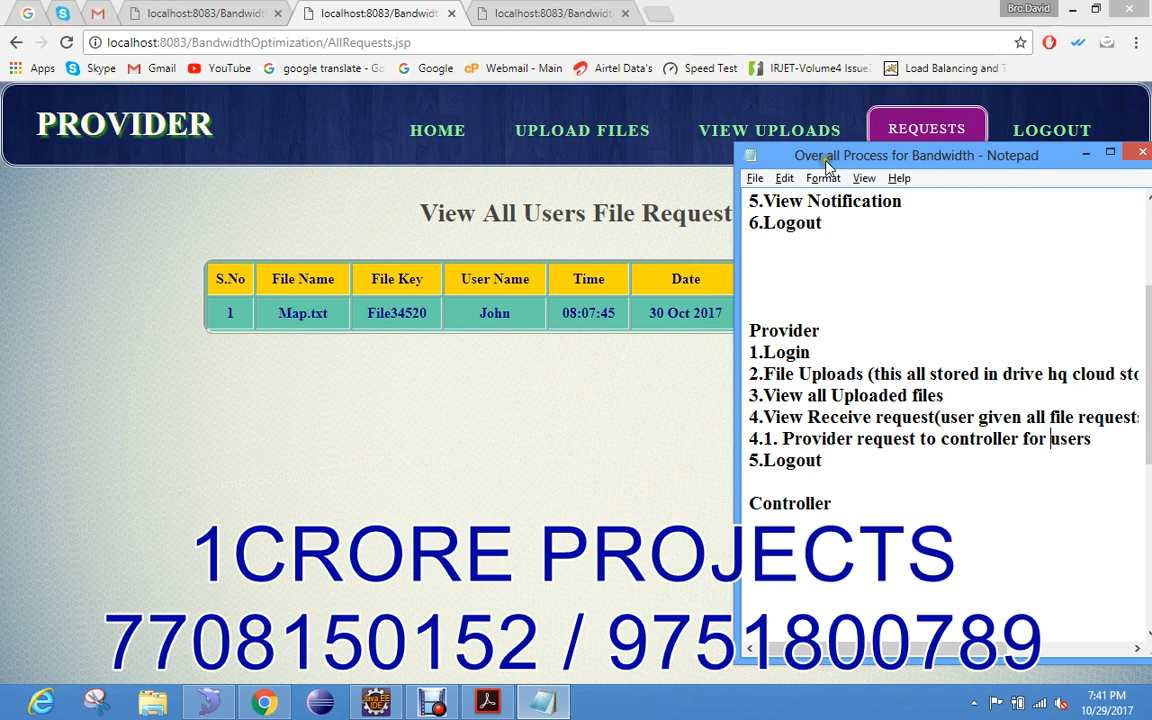 localhost:8083/Bandwidt
localhost:8083/Bandwidt
localhost:8083/Bandwidt
Bro.David
localhost:8083/BandwidthOptimization/AllRequests.jsp
Apps
Skype
Gmail
YouTube
google translate - Go
Google
Webmail - Main
Airtel Data's
Speed Test
IRJET-Volume4 Issue
Load Balancing and T
PROVIDER
HOME
UPLOAD FILES
VIEW UPLOADS
REQUESTS
LOGOUT
Over all Process for Bandwidth - Notepad
File Edit Format View Help
5.View Notification
6.Logout
Provider
1.Login
2.File Uploads (this all stored in drive hq cloud sto
3.View all Uploaded files
4.View Receive request(user given all file requests
4.1. Provider request to controller for users
5.Logout
Controller
View All Users File Request
S.No File Name File Key User Name Time Date
1 Map.txt File34520 John 08:07:45 30 Oct 2017
1CRORE PROJECTS
7708150152 / 9751800789
7:41 PM
10/29/2017